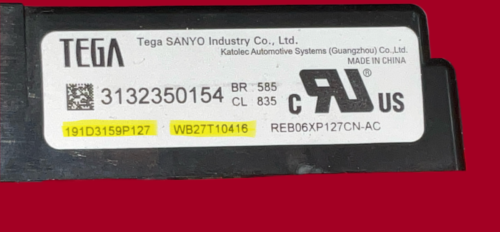 TEGA Tega SANYO Industry Co., Ltd.
Katolec Automotive Systems (Guangzhou) Co.,Ltd.
MADE IN CHINA
3132350154 BR 585
CL 835
C RU® US
191D3159P127 WB27T10416 REB06XP127CN-AC